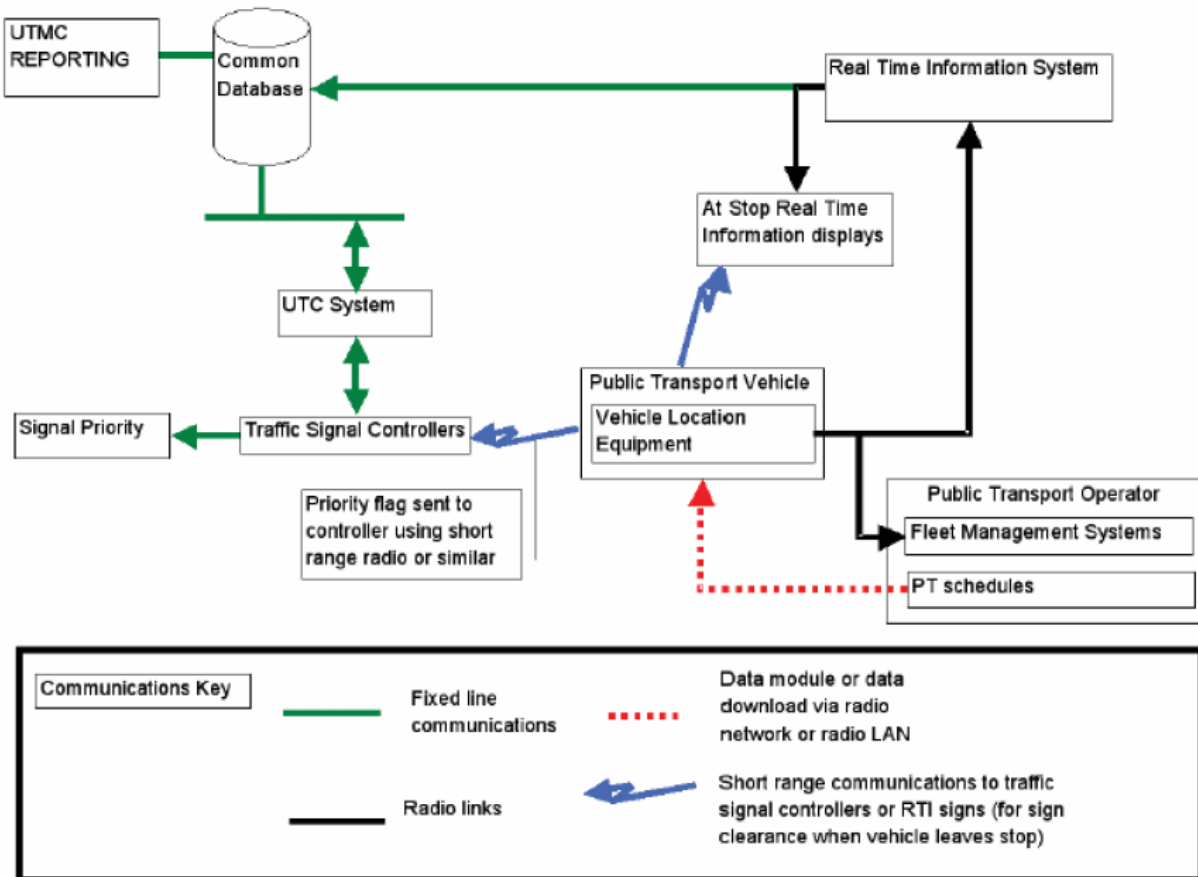 UTMC
REPORTING
Common
Database
Real Time Information System
At Stop Real Time
Information displays
UTC System
Public Transport Vehicle
Vehicle Location
Equipment
Signal Priority
Traffic Signal Controllers
Priority flag sent to
controller using short
range radio or similar
Public Transport Operator
Fleet Management Systems
PT schedules
Communications Key
Fixed line
communications
Data module or data
download via radio
network or radio LAN
Radio links
Short range communications to traffic
signal controllers or RTI signs (for sign
clearance when vehicle leaves stop)